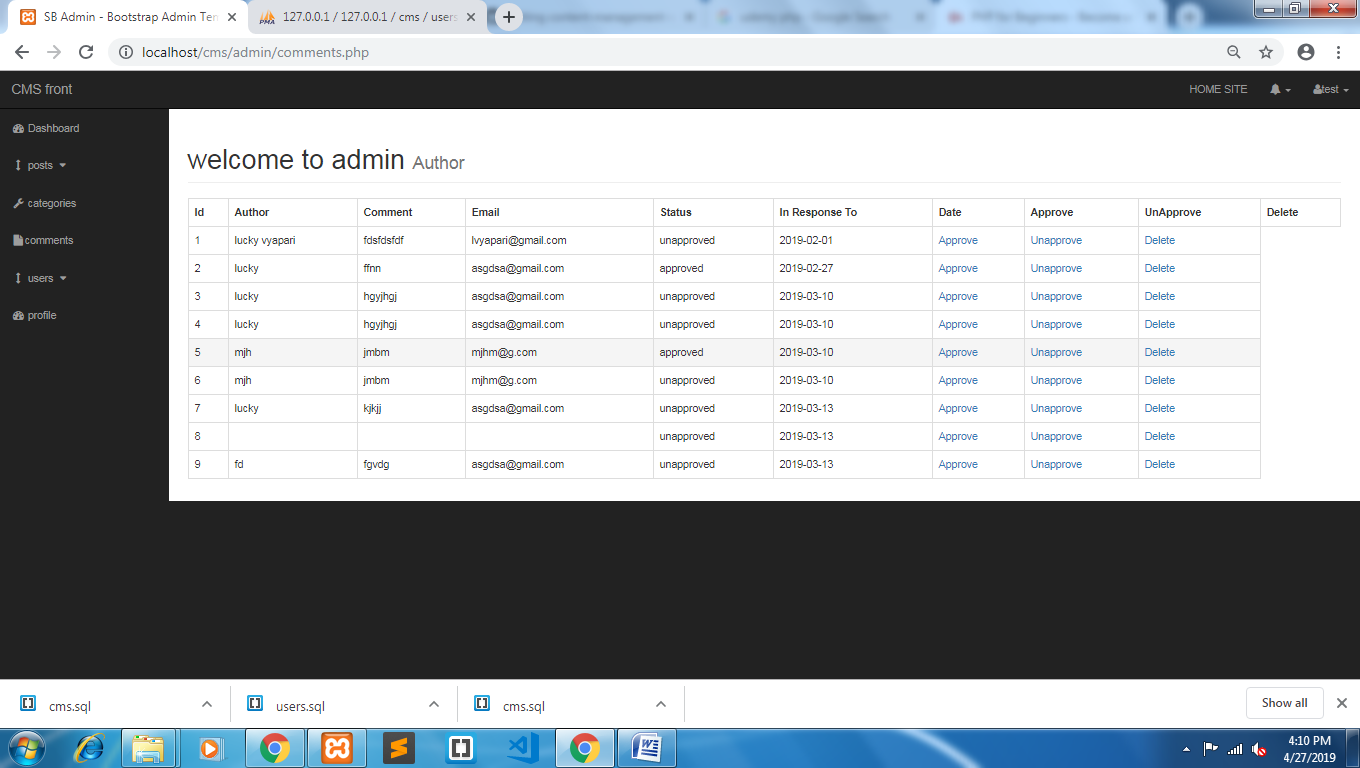 SB Admin - Bootstrap Admin Ten
127.0.0.1 / 127.0.0.1 / cms / users
localhost/cms/admin/comments.php
CMS front HOME SITE test
Dashboard
posts
categories
comments
users
profile
welcome to admin Author
Id Author Comment Email Status In Response To Date Approve UnApprove Delete
1 lucky vyapari fdsfdsfdf lvyapari@gmail.com unapproved 2019-02-01 Approve Unapprove Delete
2 lucky ffnn asgdsa@gmail.com approved 2019-02-27 Approve Unapprove Delete
3 lucky hgyjhgj asgdsa@gmail.com unapproved 2019-03-10 Approve Unapprove Delete
4 lucky hgyjhgj asgdsa@gmail.com unapproved 2019-03-10 Approve Unapprove Delete
5 mjh jmbm mjhm@g.com approved 2019-03-10 Approve Unapprove Delete
6 mjh jmbm mjhm@g.com unapproved 2019-03-10 Approve Unapprove Delete
7 lucky kjkjj asgdsa@gmail.com unapproved 2019-03-13 Approve Unapprove Delete
8 unapproved 2019-03-13 Approve Unapprove Delete
9 fd fgvdg asgdsa@gmail.com unapproved 2019-03-13 Approve Unapprove Delete
cms.sql users.sql cms.sql Show all
4:10 PM
4/27/2019